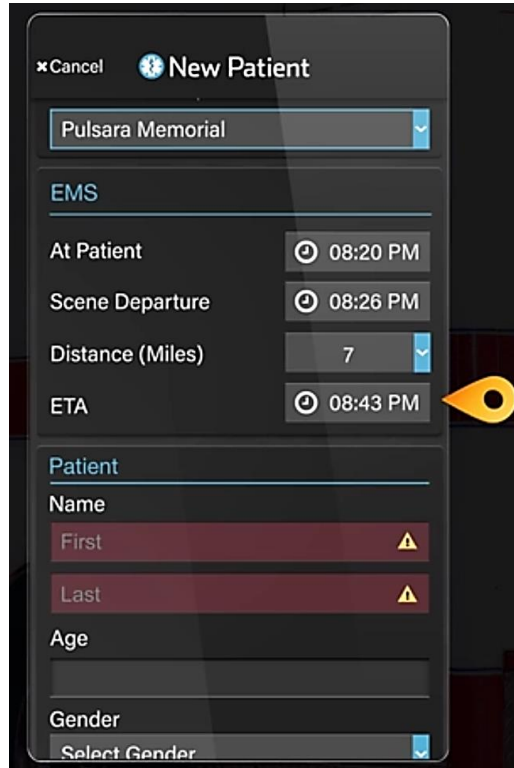 ✖Cancel New Patient
Pulsara Memorial
EMS
At Patient 08:20 PM
Scene Departure 08:26 PM
Distance (Miles) 7
ETA 08:43 PM
Patient
Name
First
Last
Age
Gender
Select Gender